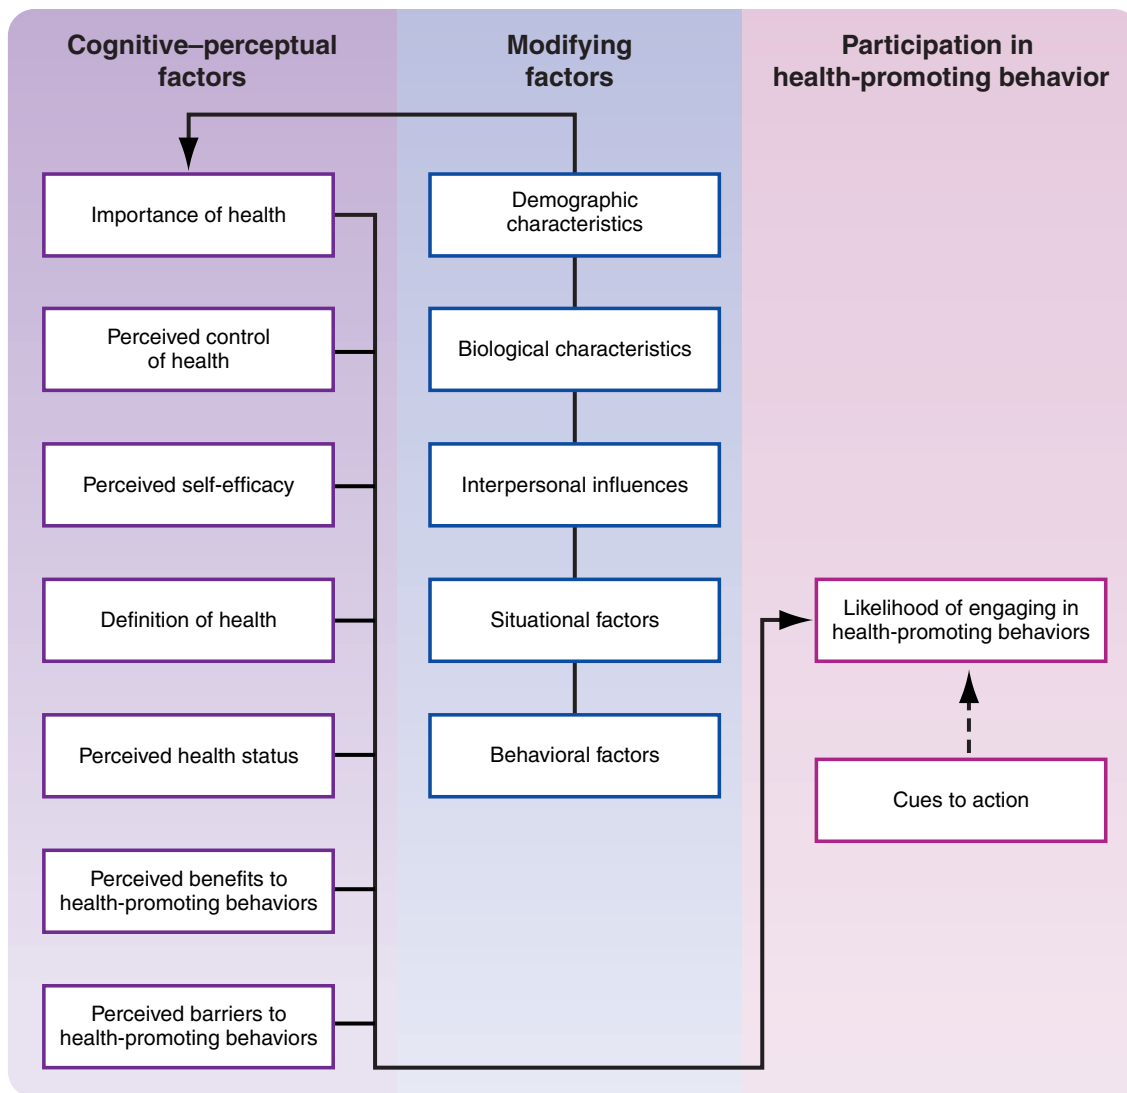 Cognitive–perceptual
factors
Importance of health
Perceived control
of health
Perceived self-efficacy
Definition of health
Perceived health status
Perceived benefits to
health-promoting behaviors
Perceived barriers to
health-promoting behaviors
Modifying
factors
Demographic
characteristics
Biological characteristics
Interpersonal influences
Situational factors
Behavioral factors
Participation in
health-promoting behavior
Likelihood of engaging in
health-promoting behaviors
Cues to action